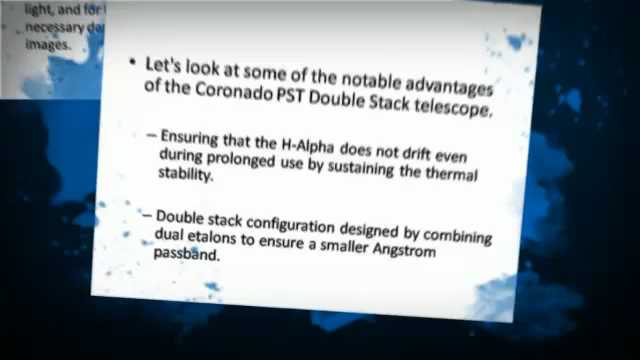 light, and for
necessary
images.
• Let's look at some of the notable advantages
of the Coronado PST Double Stack telescope.
– Ensuring that the H-Alpha does not drift even
during prolonged use by sustaining the thermal
stability.
– Double stack configuration designed by combining
dual etalons to ensure a smaller Angstrom
passband.